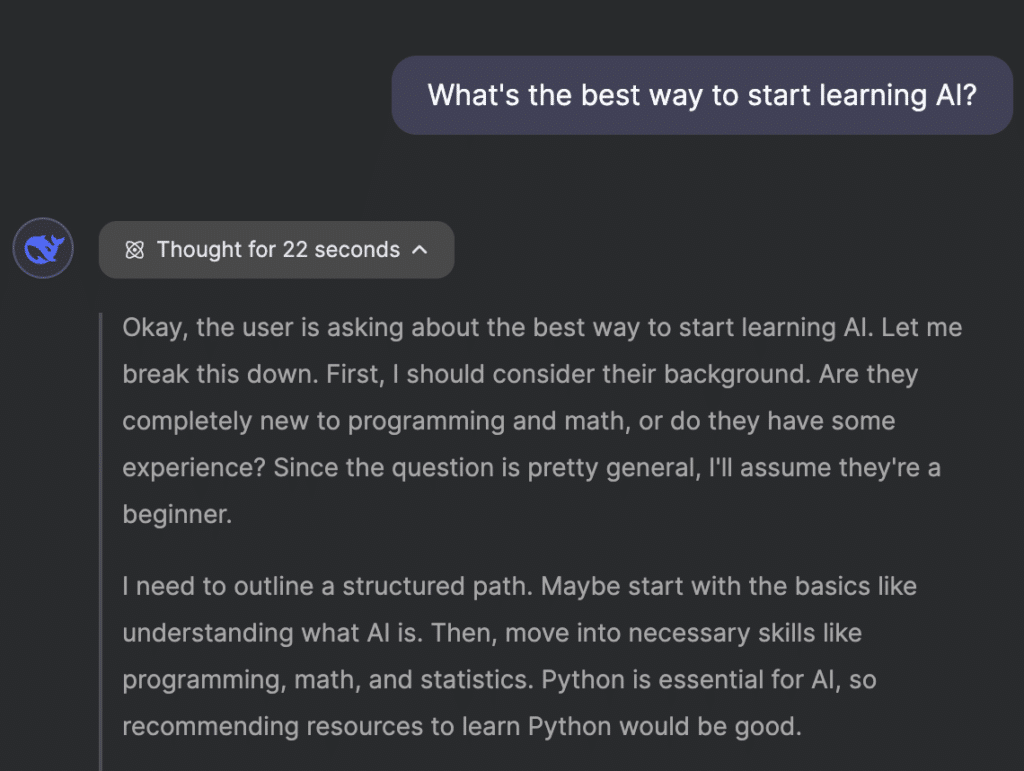 What's the best way to start learning AI?
Thought for 22 seconds
Okay, the user is asking about the best way to start learning AI. Let me
break this down. First, I should consider their background. Are they
completely new to programming and math, or do they have some
experience? Since the question is pretty general, I'll assume they're a
beginner.
I need to outline a structured path. Maybe start with the basics like
understanding what AI is. Then, move into necessary skills like
programming, math, and statistics. Python is essential for AI, so
recommending resources to learn Python would be good.